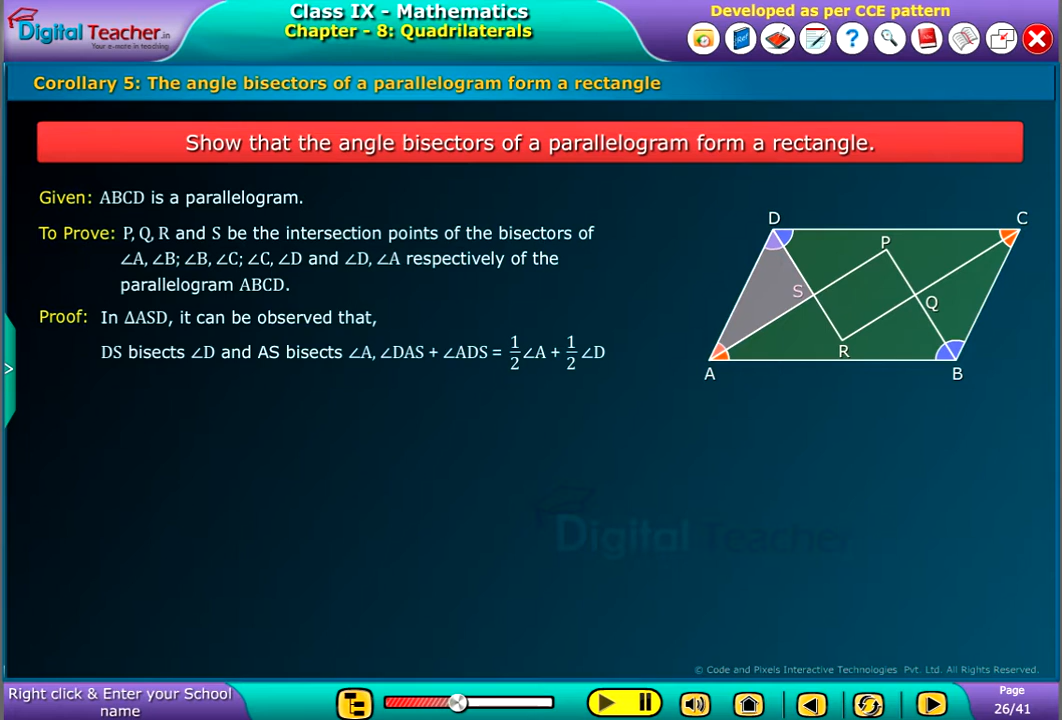 Digital Teacher.in
Your e-mate in teaching
Class IX - Mathematics
Chapter - 8: Quadrilaterals
Developed as per CCE pattern
Ref
?
Corollary 5: The angle bisectors of a parallelogram form a rectangle
Show that the angle bisectors of a parallelogram form a rectangle.
Given: ABCD is a parallelogram.
To Prove: P, Q, R and S be the intersection points of the bisectors of
∠A, ∠B; ∠B, ∠C; ∠C, ∠D and ∠D, ∠A respectively of the
parallelogram ABCD.
Proof: In ΔASD, it can be observed that,
DS bisects ∠D and AS bisects ∠A, ∠DAS + ∠ADS = 1/2 ∠A + 1/2 ∠D
D
C
P
S
Q
R
A
B
Digital Teacher
© Code and Pixels Interactive Technologies Pvt. Ltd. All Rights Reserved.
Right click & Enter your School
name
Page
26/41